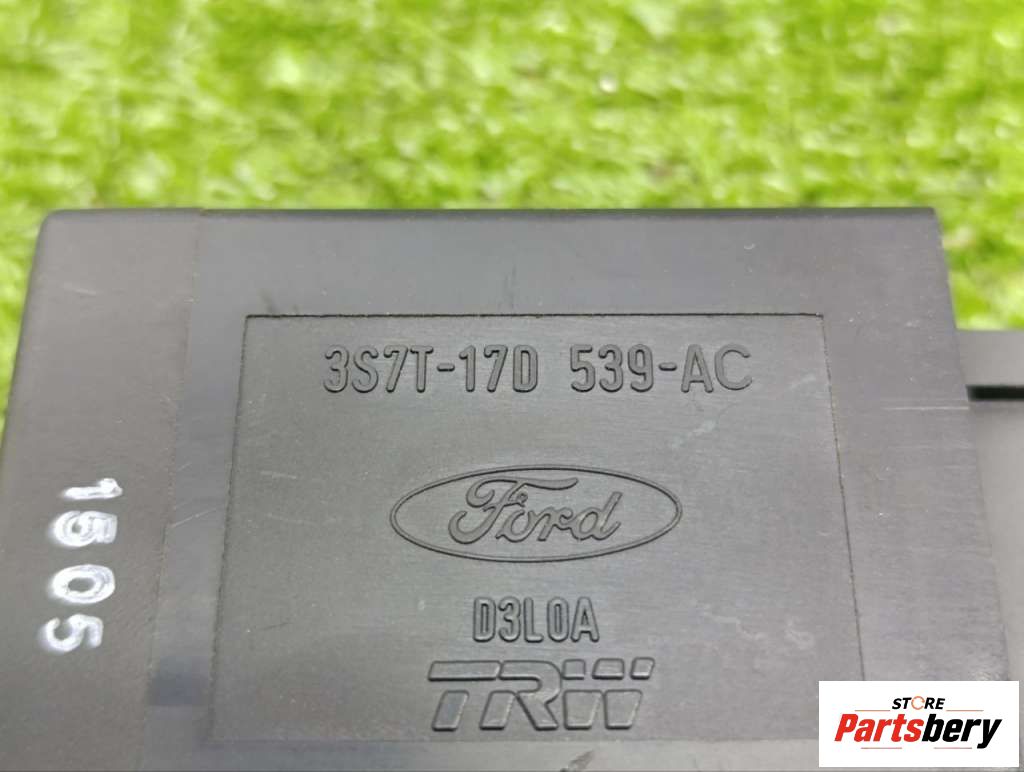 3S7T-17D 539-AC
Ford
D3L0A
TRW
1505
STORE
Partsbery